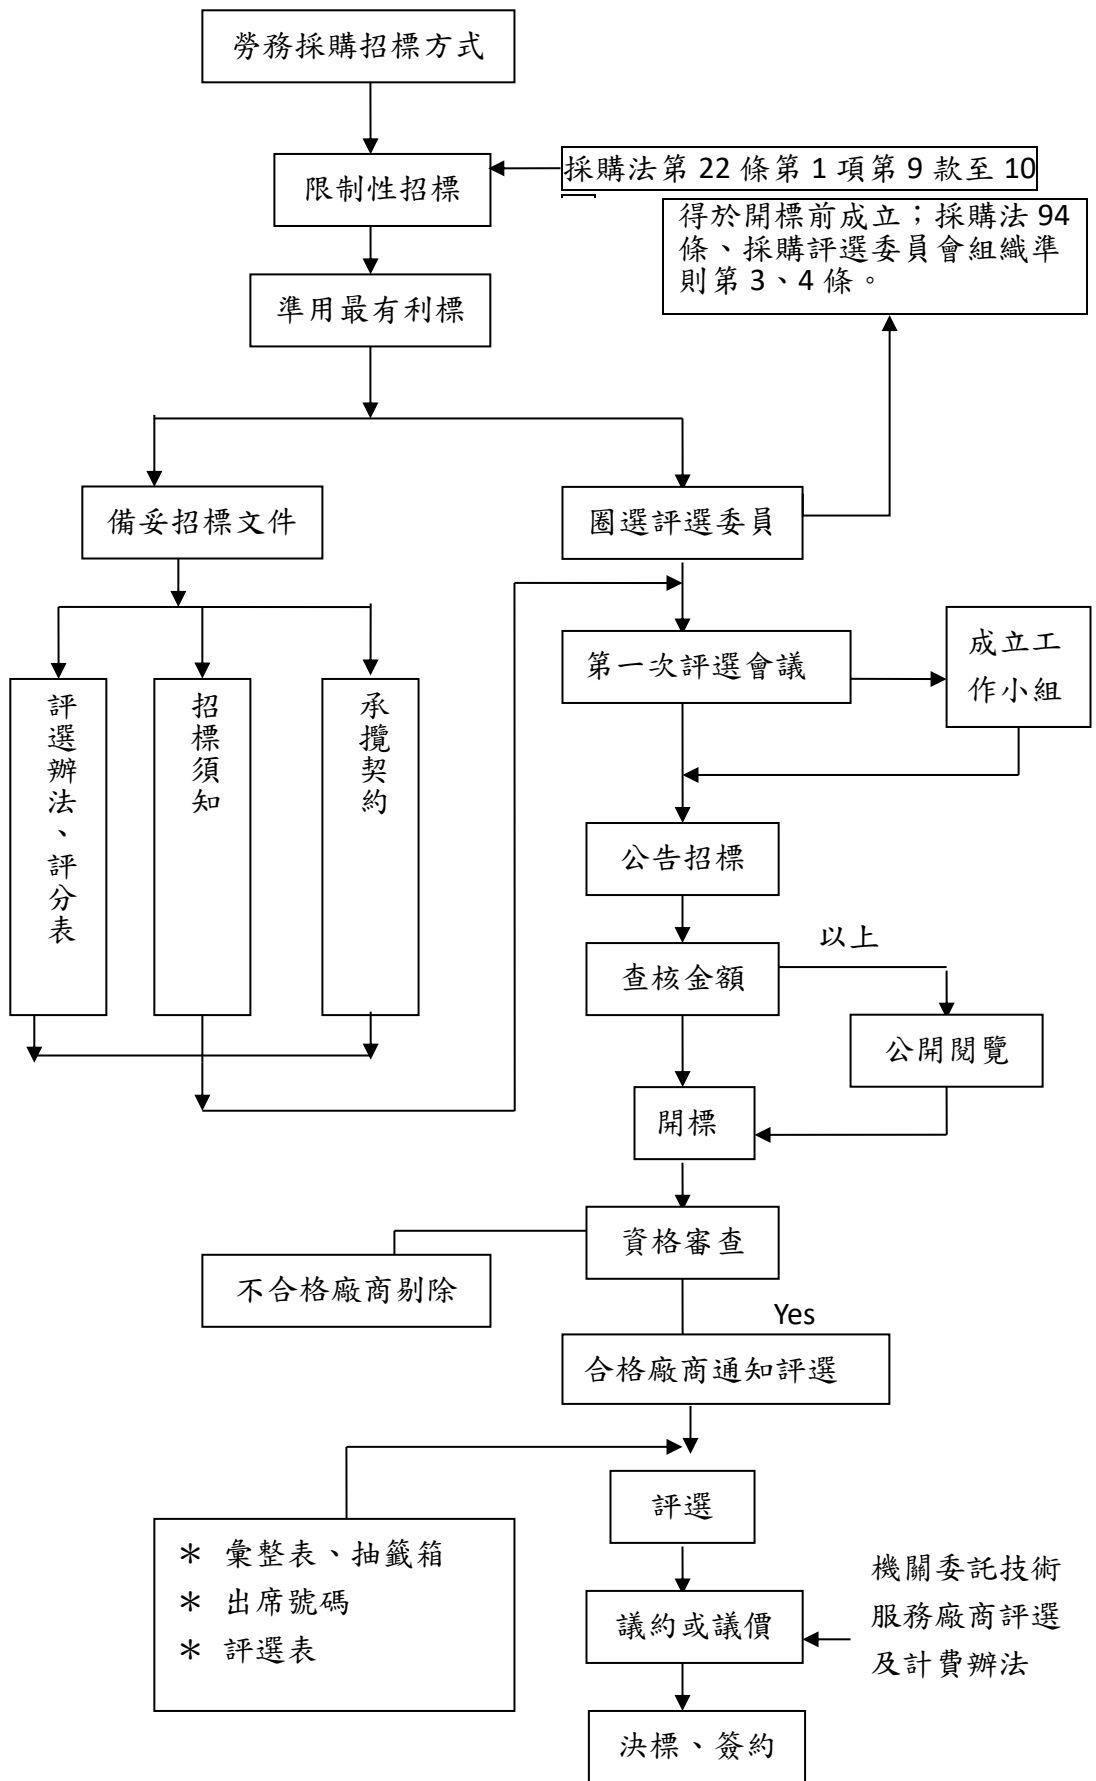 勞務採購招標方式
限制性招標
採購法第 22 條第 1 項第 9 款至 10
得於開標前成立；採購法 94
條、採購評選委員會組織準
則第 3、4 條。
準用最有利標
備妥招標文件
圈選評選委員
第一次評選會議
成立工
作小組
評選辦法、評分表
招標須知
承攬契約
公告招標
以上
查核金額
公開閱覽
開標
資格審查
不合格廠商剔除
Yes
合格廠商通知評選
評選
＊ 彙整表、抽籤箱
＊ 出席號碼
＊ 評選表
機關委託技術
服務廠商評選
及計費辦法
議約或議價
決標、簽約